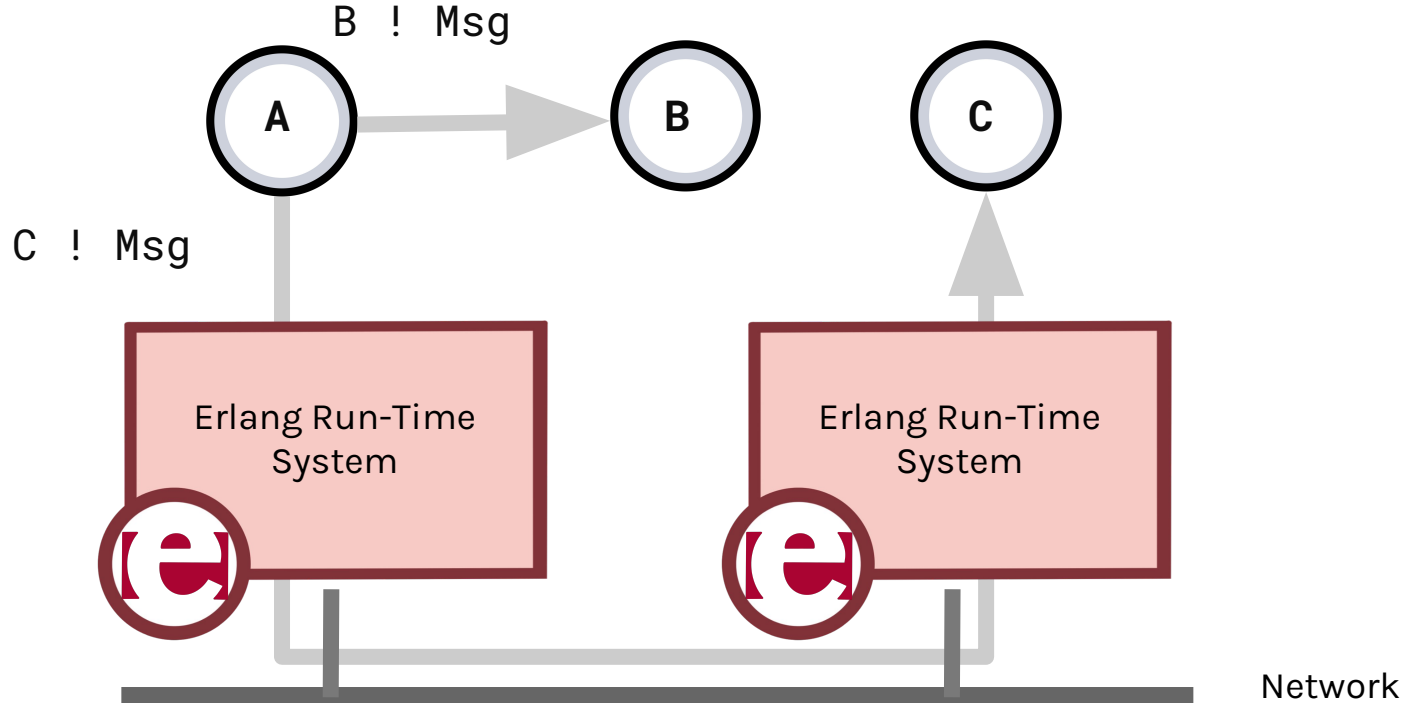 B ! Msg
A
B
C
C ! Msg
Erlang Run-Time
System
Erlang Run-Time
System
e
e
Network